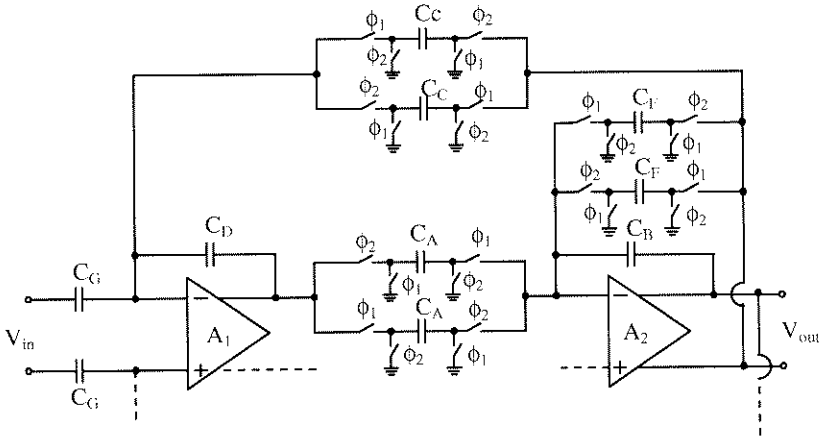 ϕ1 Cc ϕ2
ϕ2 ϕ1
ϕ2 CC ϕ1
ϕ1 ϕ2
ϕ1 CF ϕ2
ϕ2 ϕ1
ϕ2 CF ϕ1
ϕ1 ϕ2
CD
ϕ2 CA ϕ1
ϕ1 ϕ2
CB
CG
Vin
− A1 +
ϕ1 CA ϕ2
ϕ2 ϕ1
− A2 +
Vout
CG